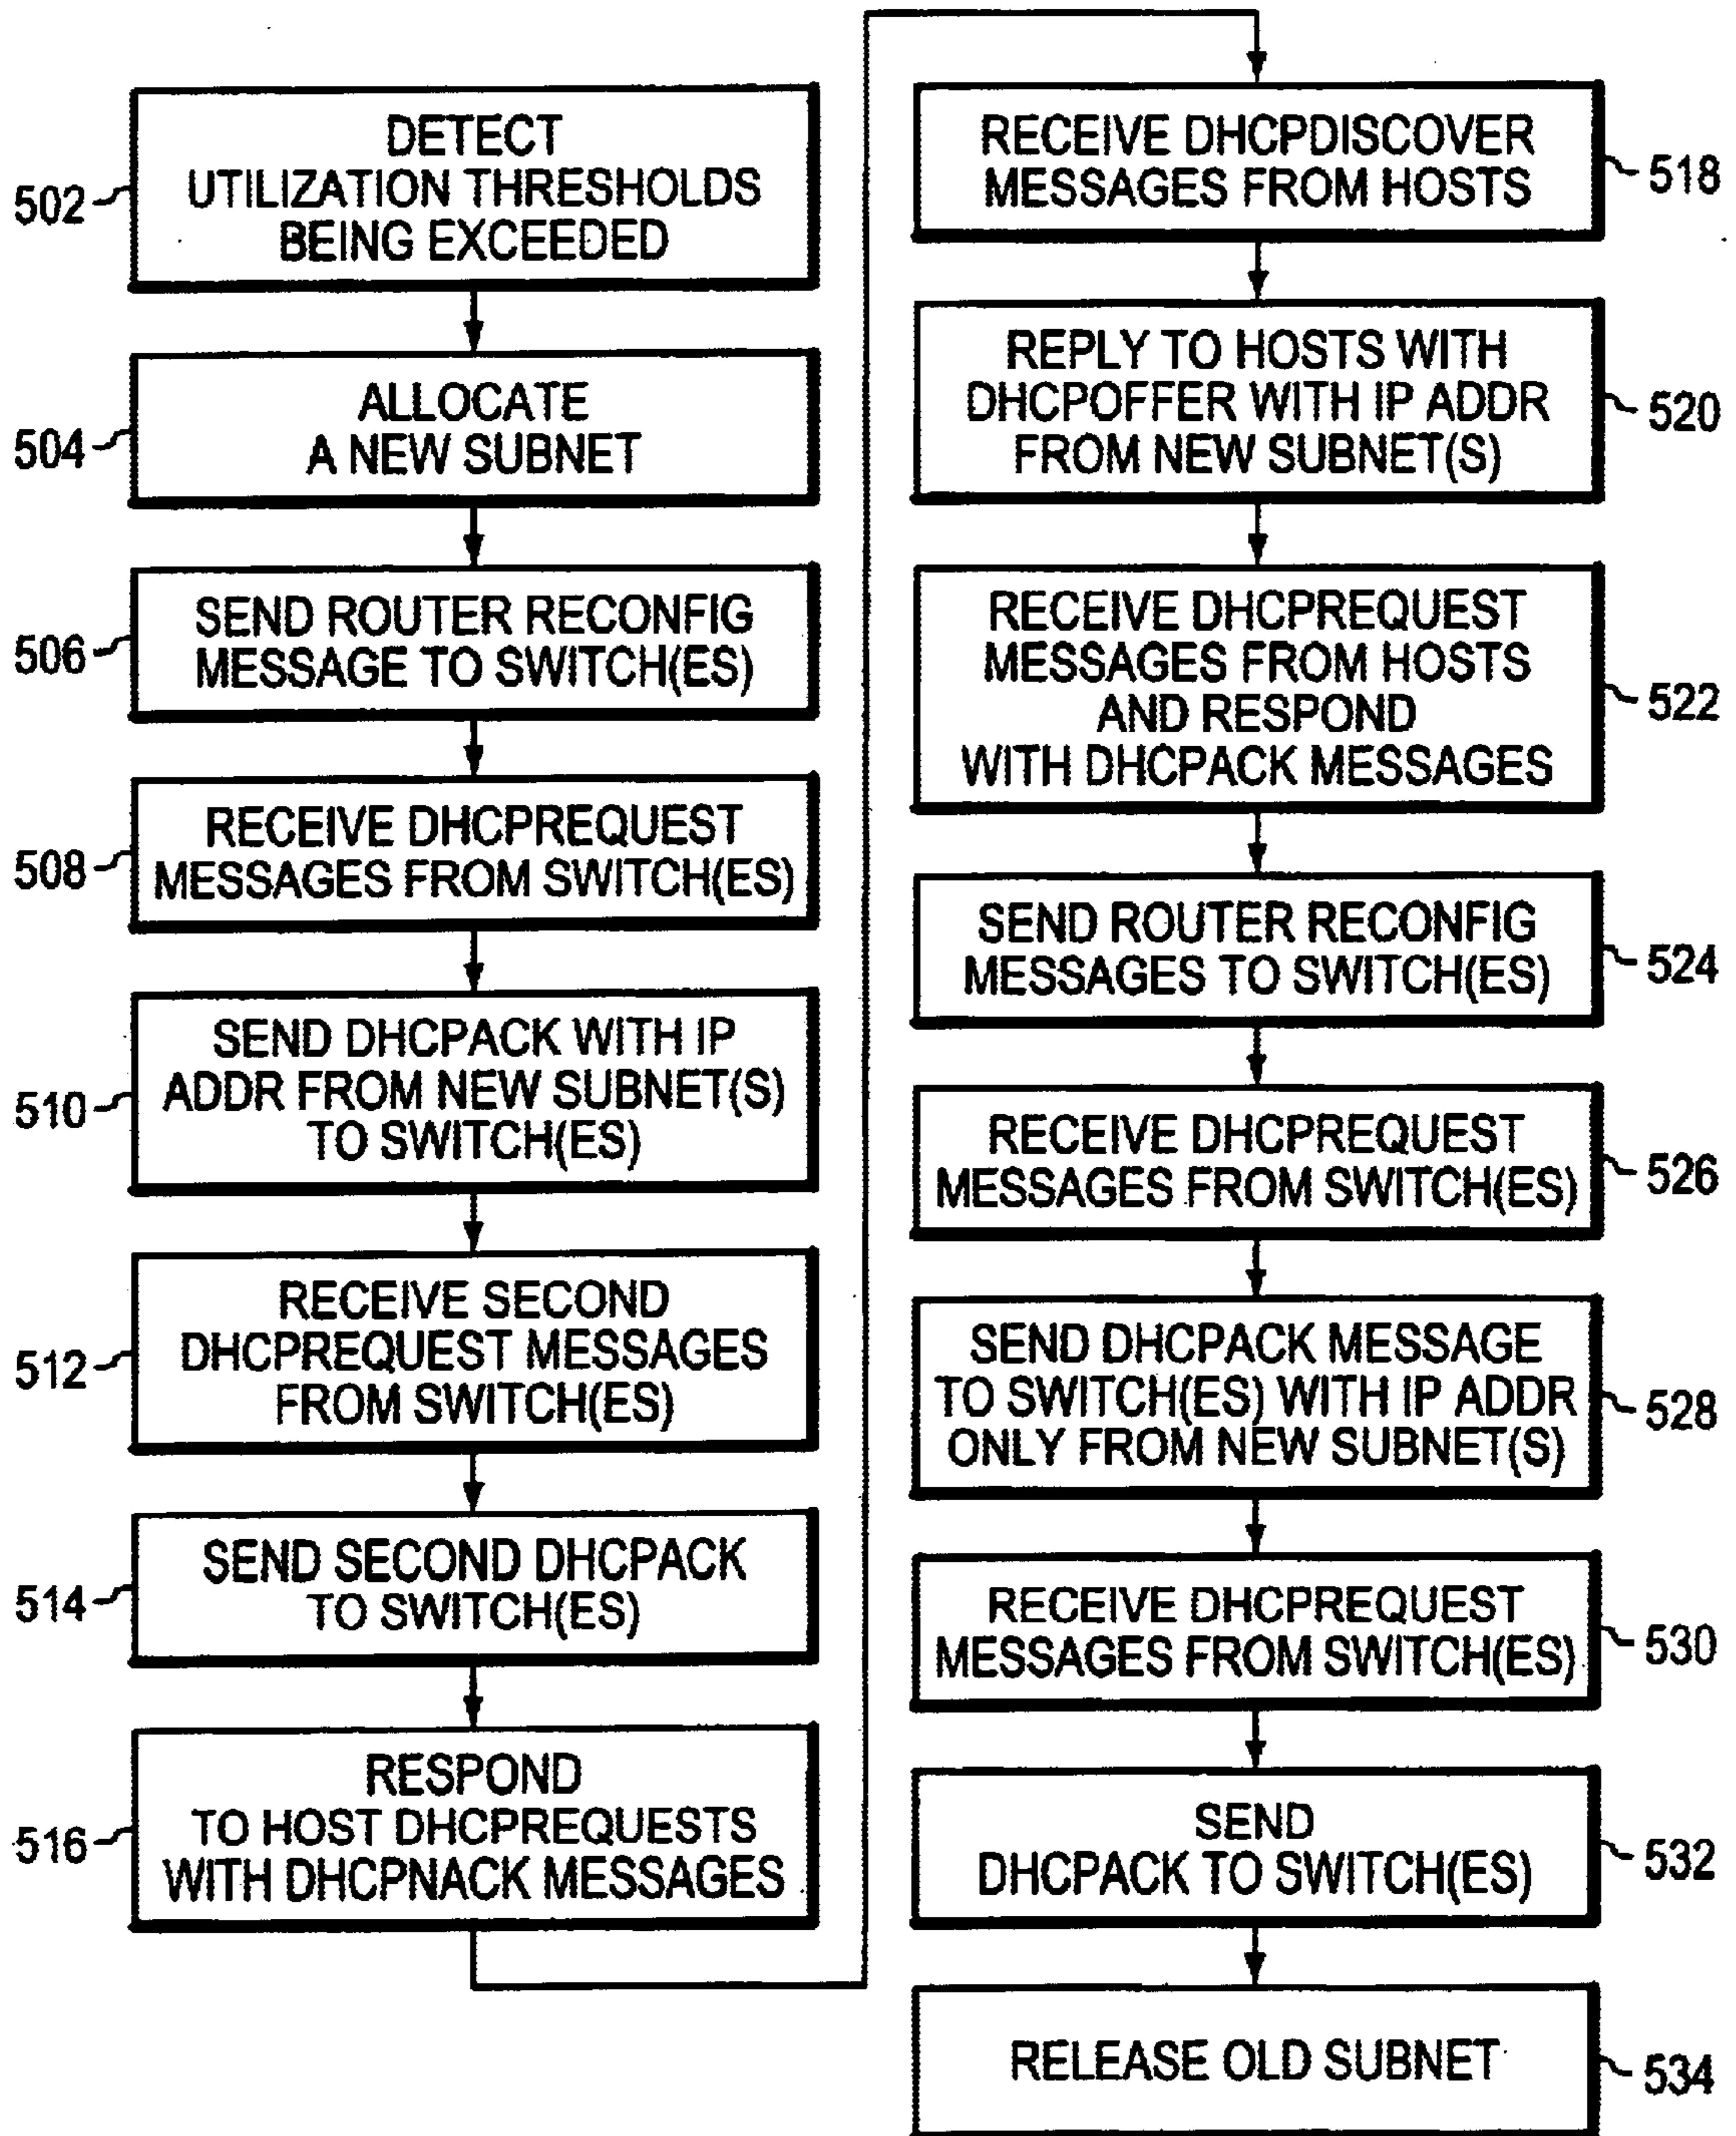 DETECT
UTILIZATION THRESHOLDS
BEING EXCEEDED
502
ALLOCATE
A NEW SUBNET
504
SEND ROUTER RECONFIG
MESSAGE TO SWITCH(ES)
506
RECEIVE DHCPREQUEST
MESSAGES FROM SWITCH(ES)
508
SEND DHCPACK WITH IP
ADDR FROM NEW SUBNET(S)
TO SWITCH(ES)
510
RECEIVE SECOND
DHCPREQUEST MESSAGES
FROM SWITCH(ES)
512
SEND SECOND DHCPACK
TO SWITCH(ES)
514
RESPOND
TO HOST DHCPREQUESTS
WITH DHCPNACK MESSAGES
516
RECEIVE DHCPDISCOVER
MESSAGES FROM HOSTS
518
REPLY TO HOSTS WITH
DHCPOFFER WITH IP ADDR
FROM NEW SUBNET(S)
520
RECEIVE DHCPREQUEST
MESSAGES FROM HOSTS
AND RESPOND
WITH DHCPACK MESSAGES
522
SEND ROUTER RECONFIG
MESSAGES TO SWITCH(ES)
524
RECEIVE DHCPREQUEST
MESSAGES FROM SWITCH(ES)
526
SEND DHCPACK MESSAGE
TO SWITCH(ES) WITH IP ADDR
ONLY FROM NEW SUBNET(S)
528
RECEIVE DHCPREQUEST
MESSAGES FROM SWITCH(ES)
530
SEND
DHCPACK TO SWITCH(ES)
532
RELEASE OLD SUBNET
534